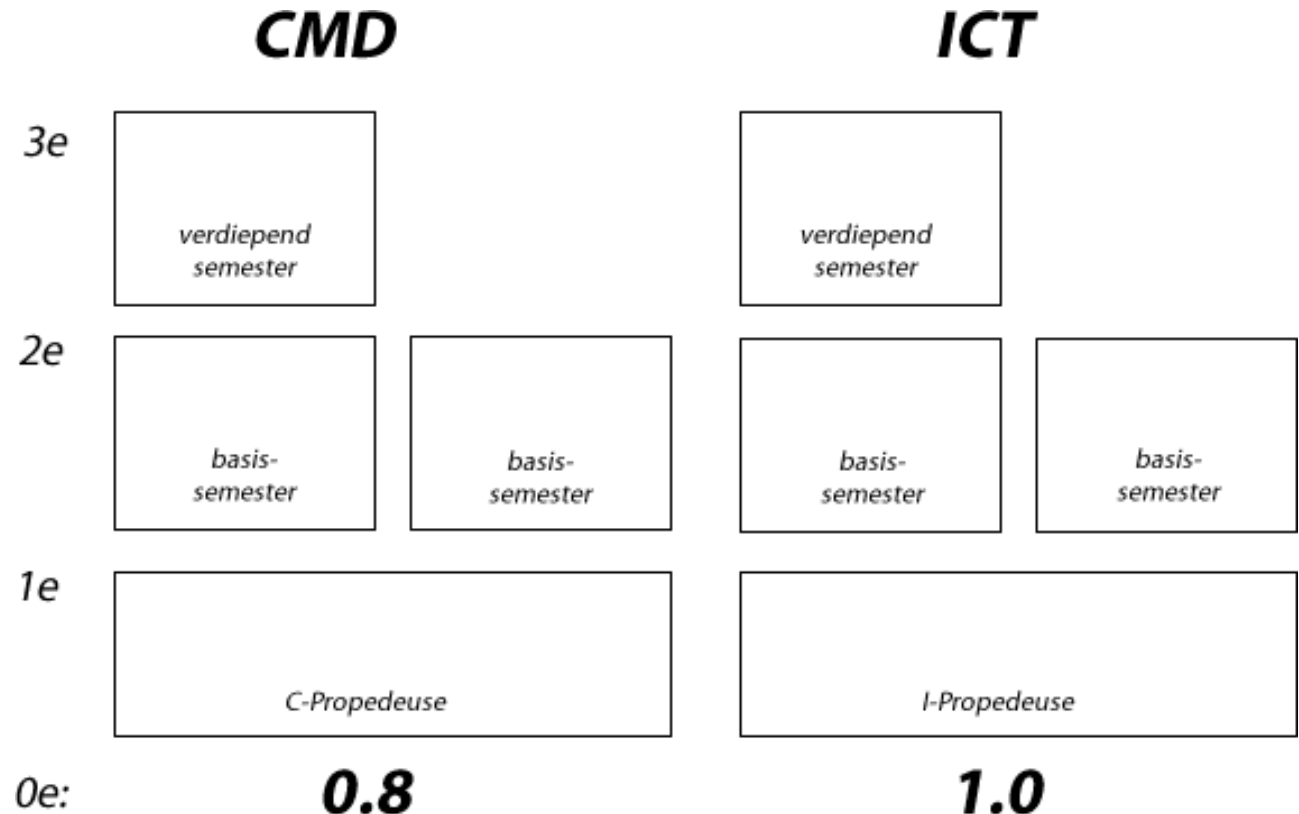 CMD ICT
3e
verdiepend verdiepend
semester semester
2e
basis- basis- basis- basis-
semester semester semester semester
1e
C-Propedeuse I-Propedeuse
0e: 0.8 1.0